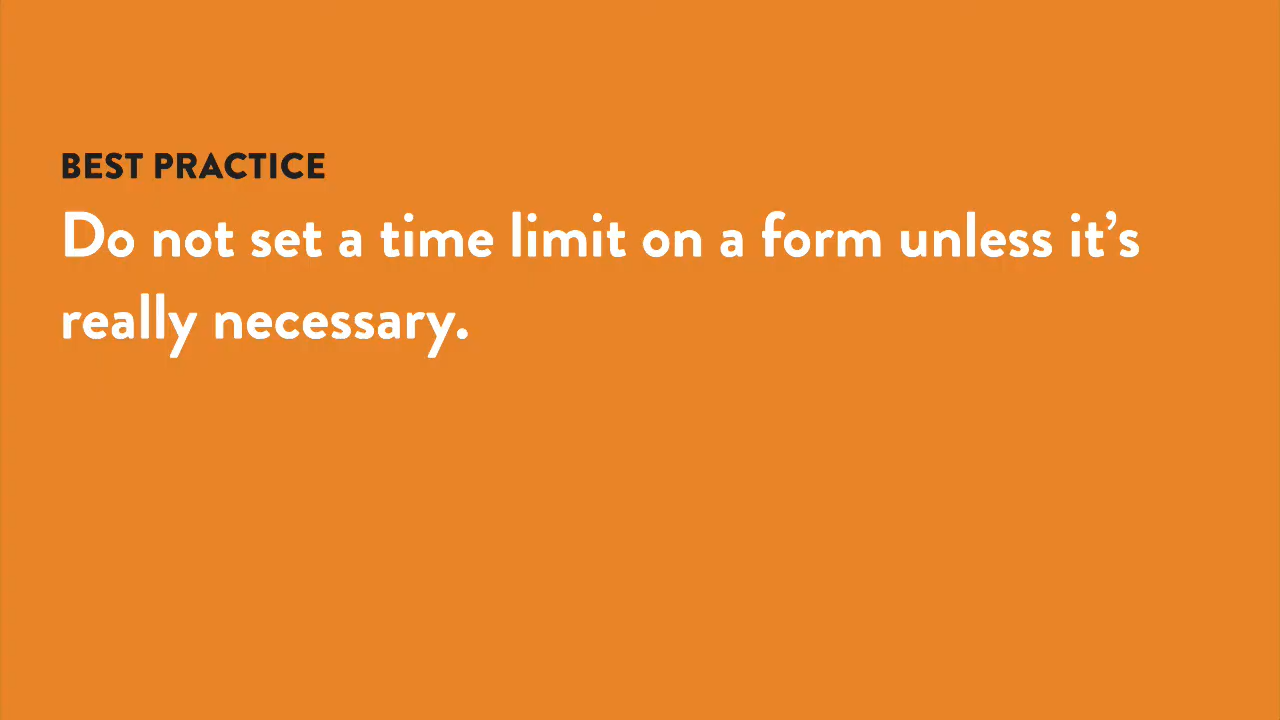 BEST PRACTICE
Do not set a time limit on a form unless it’s
really necessary.